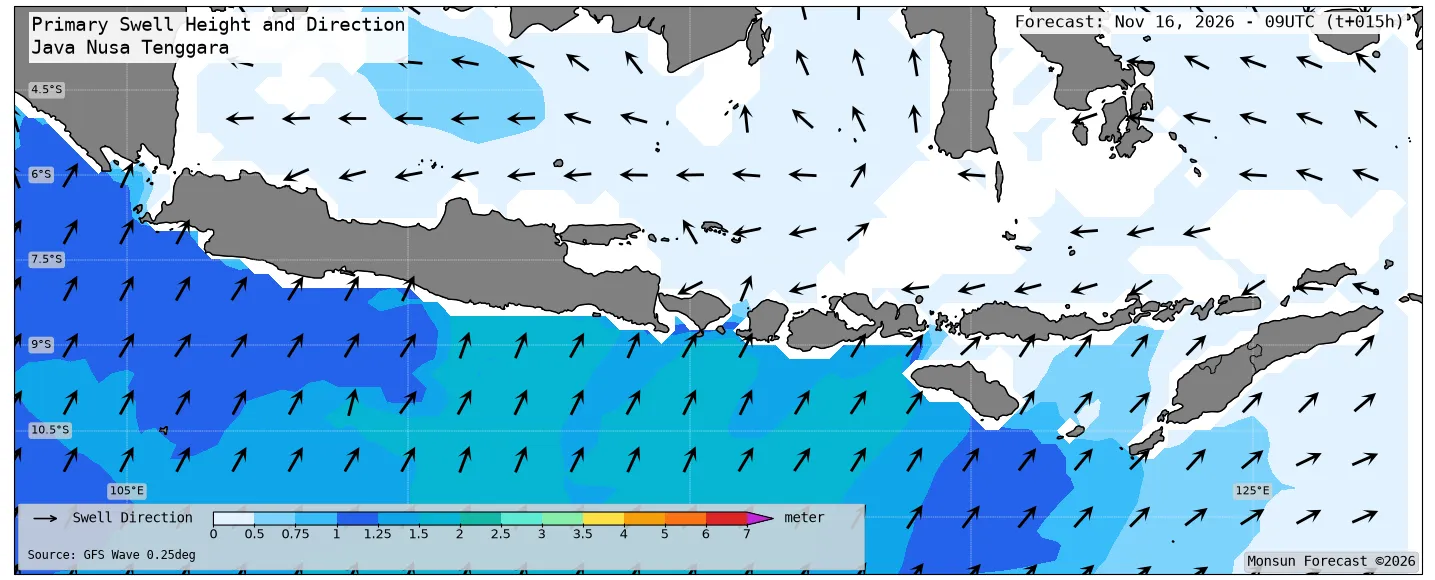 Primary Swell Height and Direction
Java Nusa Tenggara
Forecast: Nov 16, 2026 - 09UTC (t+015h)
4.5°S
6°S
7.5°S
9°S
10.5°S
105°E
125°E
Swell Direction
meter
0 0.5 0.75 1 1.25 1.5 2 2.5 3 3.5 4 5 6 7
Source: GFS Wave 0.25deg
Monsun Forecast ©2026